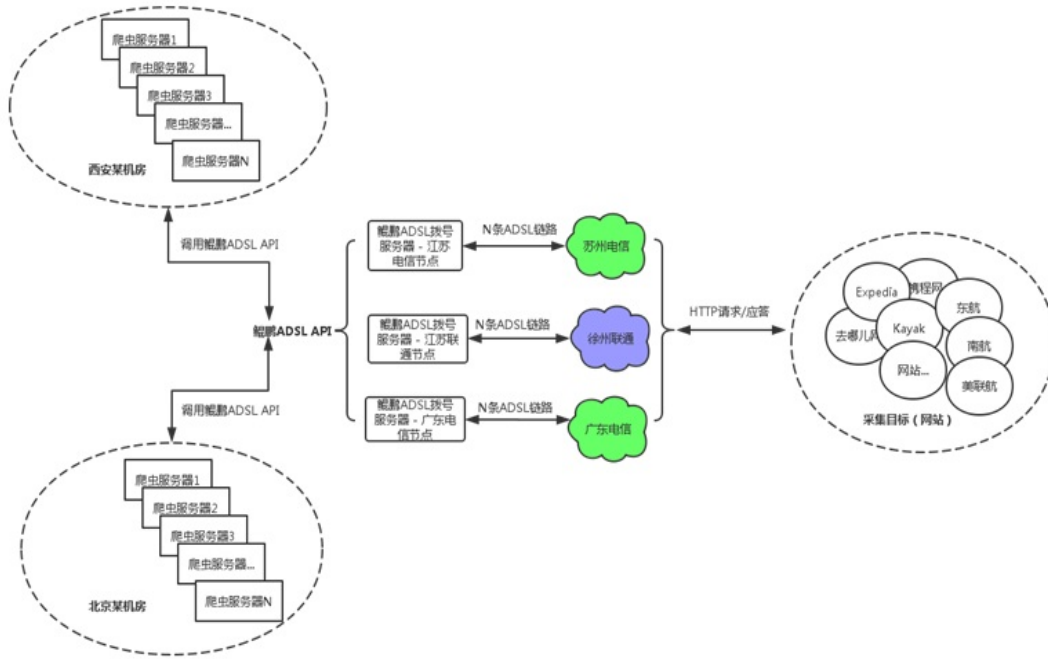 爬虫服务器1
爬虫服务器2
爬虫服务器3
爬虫服务器...
爬虫服务器N
西安某机房
调用鲲鹏ADSL API
鲲鹏ADSL API
调用鲲鹏ADSL API
爬虫服务器1
爬虫服务器2
爬虫服务器3
爬虫服务器...
爬虫服务器N
北京某机房
鲲鹏ADSL拨号
服务器 - 江苏
电信节点
N条ADSL链路
苏州电信
鲲鹏ADSL拨号
服务器 - 江苏联
通节点
N条ADSL链路
徐州联通
鲲鹏ADSL拨号
服务器 - 广东电
信节点
N条ADSL链路
广东电信
HTTP请求/应答
Expedia
携程网
东航
去哪儿网
Kayak
南航
网站...
美联航
采集目标（网站）